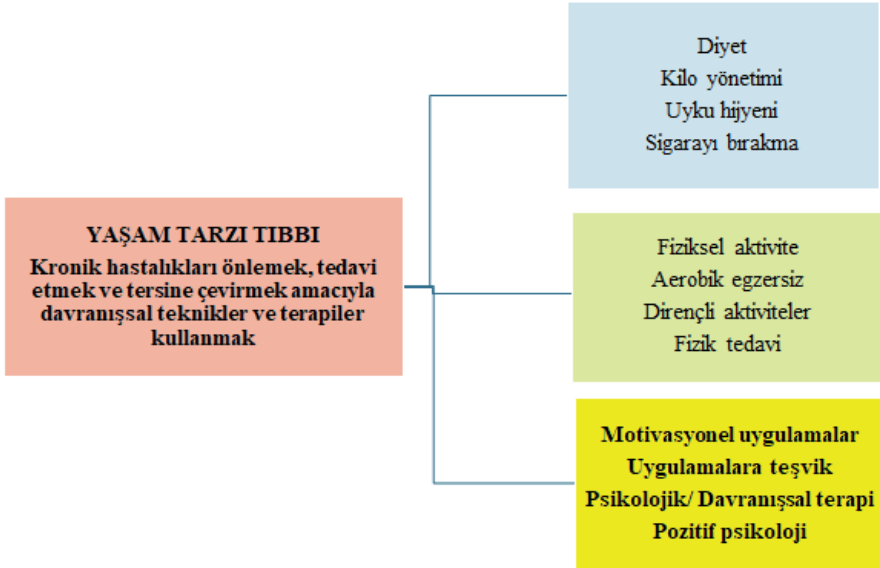 YAŞAM TARZI TIBBI
Kronik hastalıkları önlemek, tedavi
etmek ve tersine çevirmek amacıyla
davranışsal teknikler ve terapiler
kullanmak
Diyet
Kilo yönetimi
Uyku hijyeni
Sigarayı bırakma
Fiziksel aktivite
Aerobik egzersiz
Dirençli aktiviteler
Fizik tedavi
Motivasyonel uygulamalar
Uygulamalara teşvik
Psikolojik/ Davranışsal terapi
Pozitif psikoloji